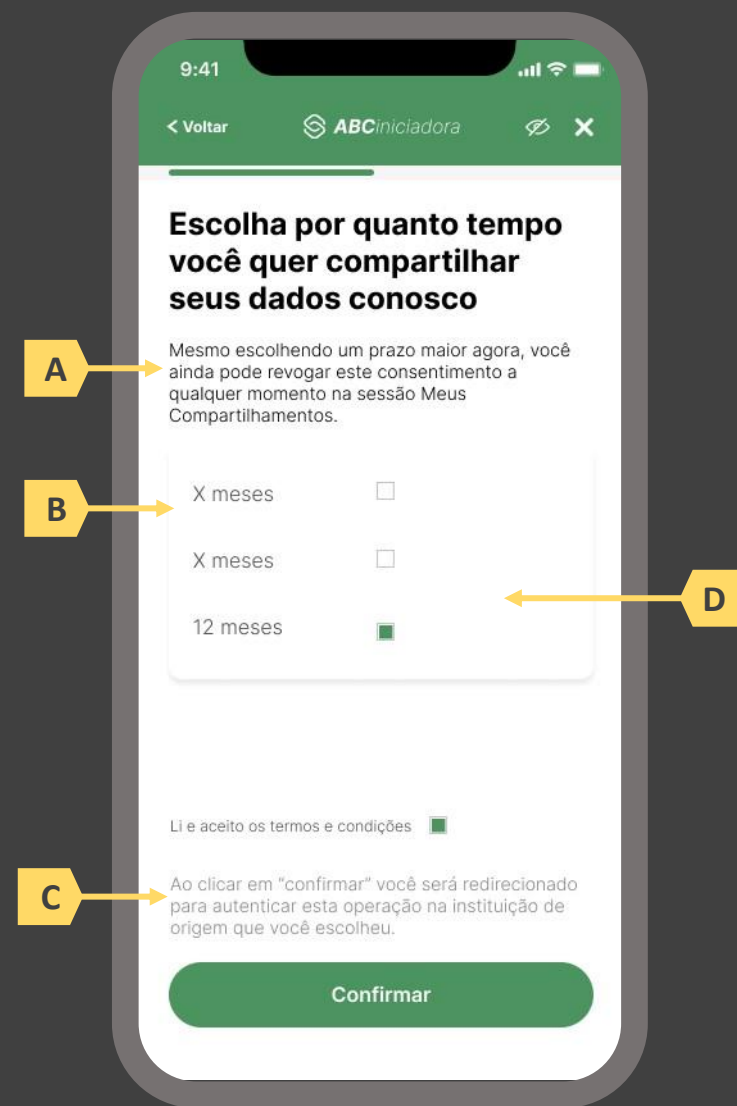 9:41
< Voltar ABCiniciadora
Escolha por quanto tempo
você quer compartilhar
seus dados conosco
A
Mesmo escolhendo um prazo maior agora, você
ainda pode revogar este consentimento a
qualquer momento na sessão Meus
Compartilhamentos.
B
X meses
X meses
D
12 meses
Li e aceito os termos e condições
C
Ao clicar em “confirmar” você será redirecionado
para autenticar esta operação na instituição de
origem que você escolheu.
Confirmar